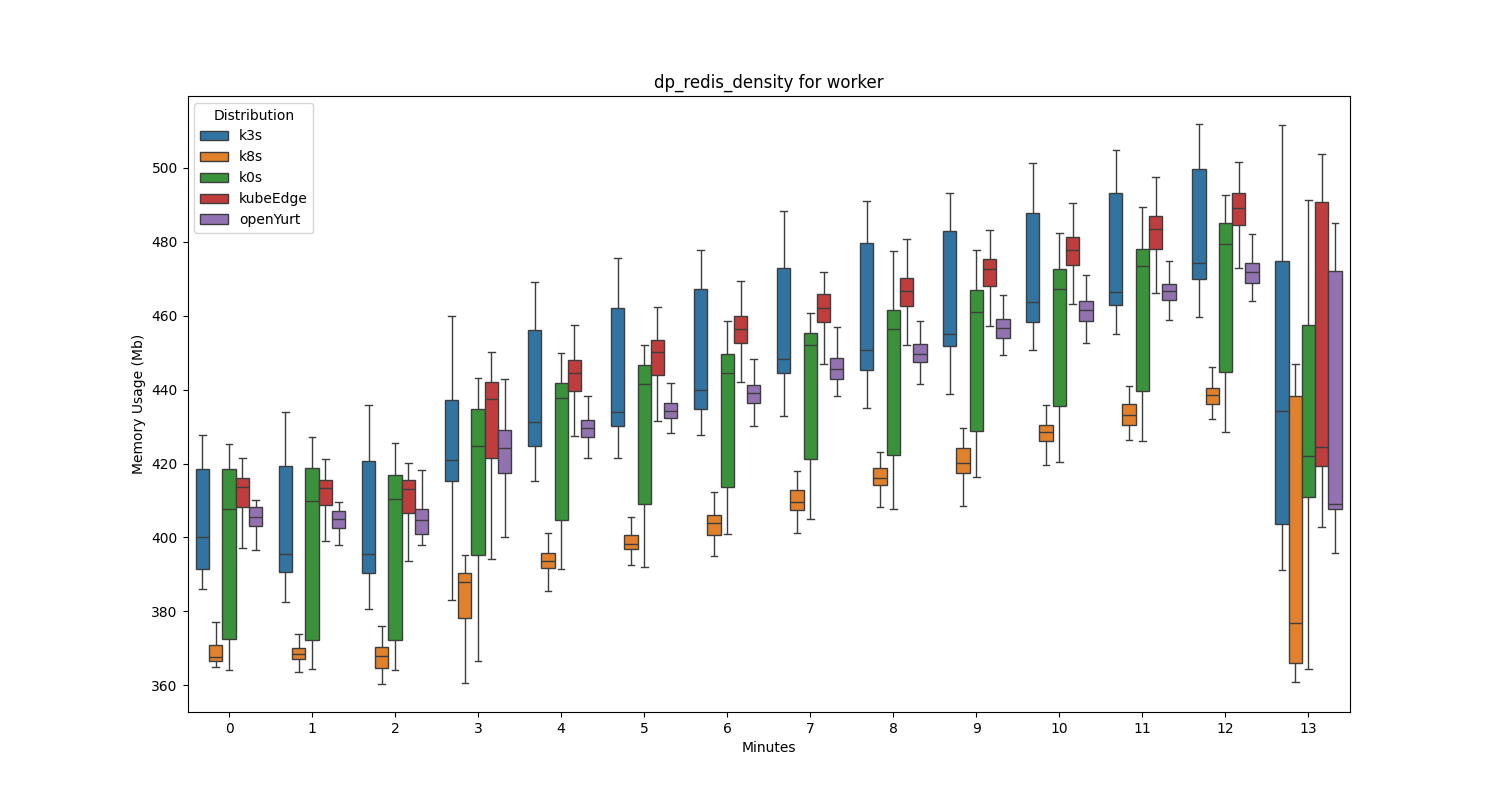 dp_redis_density for worker
Distribution
k3s
k8s
k0s
kubeEdge
openYurt
Memory Usage (Mb)
500
480
460
440
420
400
380
360
0 1 2 3 4 5 6 7 8 9 10 11 12 13
Minutes